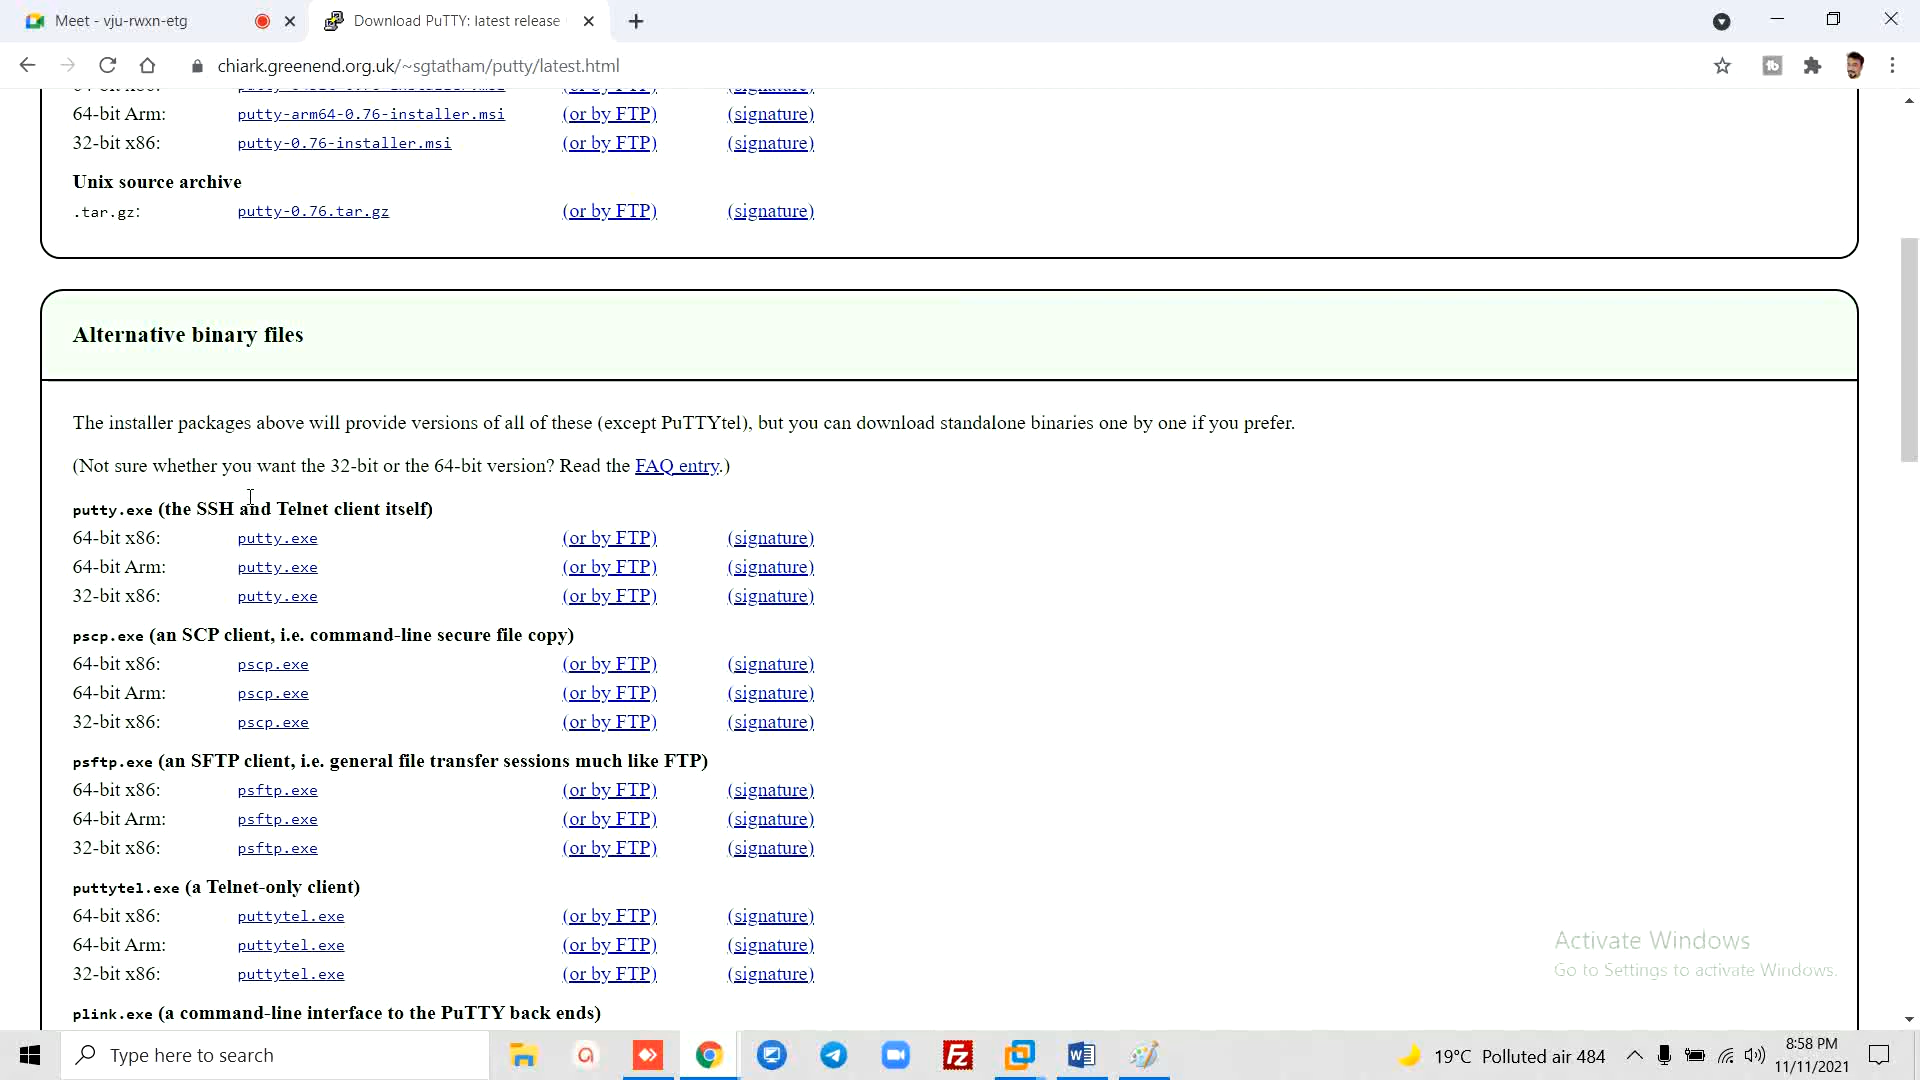 Meet - vju-rwxn-etg
Download PuTTY: latest release
chiark.greenend.org.uk/~sgtatham/putty/latest.html
64-bit Arm: putty-arm64-0.76-installer.msi (or by FTP) (signature)
32-bit x86: putty-0.76-installer.msi (or by FTP) (signature)
Unix source archive
.tar.gz: putty-0.76.tar.gz (or by FTP) (signature)
Alternative binary files
The installer packages above will provide versions of all of these (except PuTTYtel), but you can download standalone binaries one by one if you prefer.
(Not sure whether you want the 32-bit or the 64-bit version? Read the FAQ entry.)
putty.exe (the SSH and Telnet client itself)
64-bit x86: putty.exe (or by FTP) (signature)
64-bit Arm: putty.exe (or by FTP) (signature)
32-bit x86: putty.exe (or by FTP) (signature)
pscp.exe (an SCP client, i.e. command-line secure file copy)
64-bit x86: pscp.exe (or by FTP) (signature)
64-bit Arm: pscp.exe (or by FTP) (signature)
32-bit x86: pscp.exe (or by FTP) (signature)
psftp.exe (an SFTP client, i.e. general file transfer sessions much like FTP)
64-bit x86: psftp.exe (or by FTP) (signature)
64-bit Arm: psftp.exe (or by FTP) (signature)
32-bit x86: psftp.exe (or by FTP) (signature)
puttytel.exe (a Telnet-only client)
64-bit x86: puttytel.exe (or by FTP) (signature)
64-bit Arm: puttytel.exe (or by FTP) (signature)
32-bit x86: puttytel.exe (or by FTP) (signature)
plink.exe (a command-line interface to the PuTTY back ends)
Activate Windows
Go to Settings to activate Windows.
Type here to search
19°C Polluted air 484
8:58 PM
11/11/2021